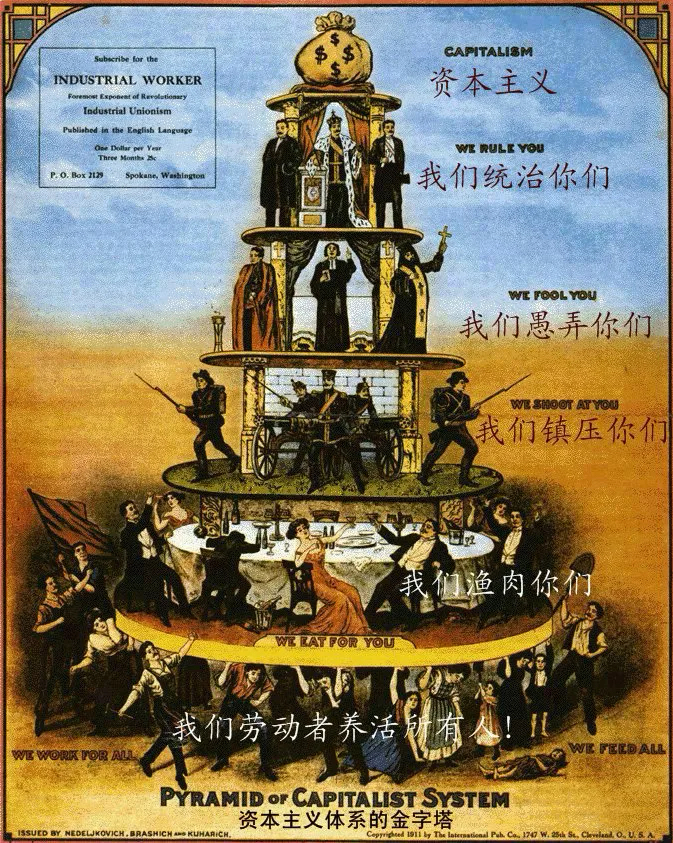 Subscribe for the
INDUSTRIAL WORKER
Foremost Exponent of Revolutionary
Industrial Unionism
Published in the English Language
One Dollar per Year
Three Months 25c
P. O. Box 2129 Spokane, Washington
$ $ $ $
CAPITALISM
资本主义
WE RULE YOU
我们统治你们
WE FOOL YOU
我们愚弄你们
WE SHOOT AT YOU
我们镇压你们
我们渔肉你们
WE EAT FOR YOU
我们劳动者养活所有人!
WE WORK FOR ALL
WE FEED ALL
PYRAMID OF CAPITALIST SYSTEM
资本主义体系的金字塔
ISSUED BY NEDELJKOVICH, BRASHICH AND KUHARICH.
Copyrighted 1911 by The International Pub. Co., 1747 W. 25th St., Cleveland, O., U. S. A.